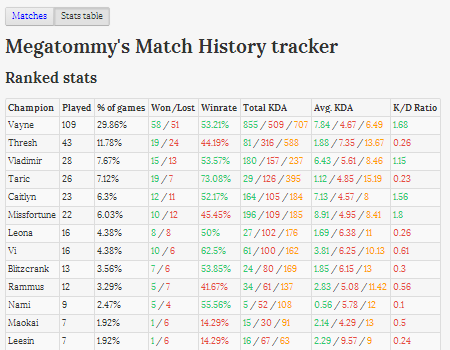 Matches Stats table
Megatommy's Match History tracker
Ranked stats
Champion Played % of games Won/Lost Winrate Total KDA Avg. KDA K/D Ratio
Vayne 109 29.86% 58 / 51 53.21% 855 / 509 / 707 7.84 / 4.67 / 6.49 1.68
Thresh 43 11.78% 19 / 24 44.19% 81 / 316 / 588 1.88 / 7.35 / 13.67 0.26
Vladimir 28 7.67% 15 / 13 53.57% 180 / 157 / 237 6.43 / 5.61 / 8.46 1.15
Taric 26 7.12% 19 / 7 73.08% 29 / 126 / 395 1.12 / 4.85 / 15.19 0.23
Caitlyn 23 6.3% 12 / 11 52.17% 164 / 105 / 184 7.13 / 4.57 / 8 1.56
Missfortune 22 6.03% 10 / 12 45.45% 196 / 109 / 185 8.91 / 4.95 / 8.41 1.8
Leona 16 4.38% 8 / 8 50% 27 / 102 / 176 1.69 / 6.38 / 11 0.26
Vi 16 4.38% 10 / 6 62.5% 61 / 100 / 162 3.81 / 6.25 / 10.13 0.61
Blitzcrank 13 3.56% 7 / 6 53.85% 24 / 80 / 169 1.85 / 6.15 / 13 0.3
Rammus 12 3.29% 5 / 7 41.67% 34 / 61 / 137 2.83 / 5.08 / 11.42 0.56
Nami 9 2.47% 5 / 4 55.56% 5 / 52 / 108 0.56 / 5.78 / 12 0.1
Maokai 7 1.92% 1 / 6 14.29% 15 / 30 / 91 2.14 / 4.29 / 13 0.5
Leesin 7 1.92% 1 / 6 14.29% 16 / 67 / 63 2.29 / 9.57 / 9 0.24